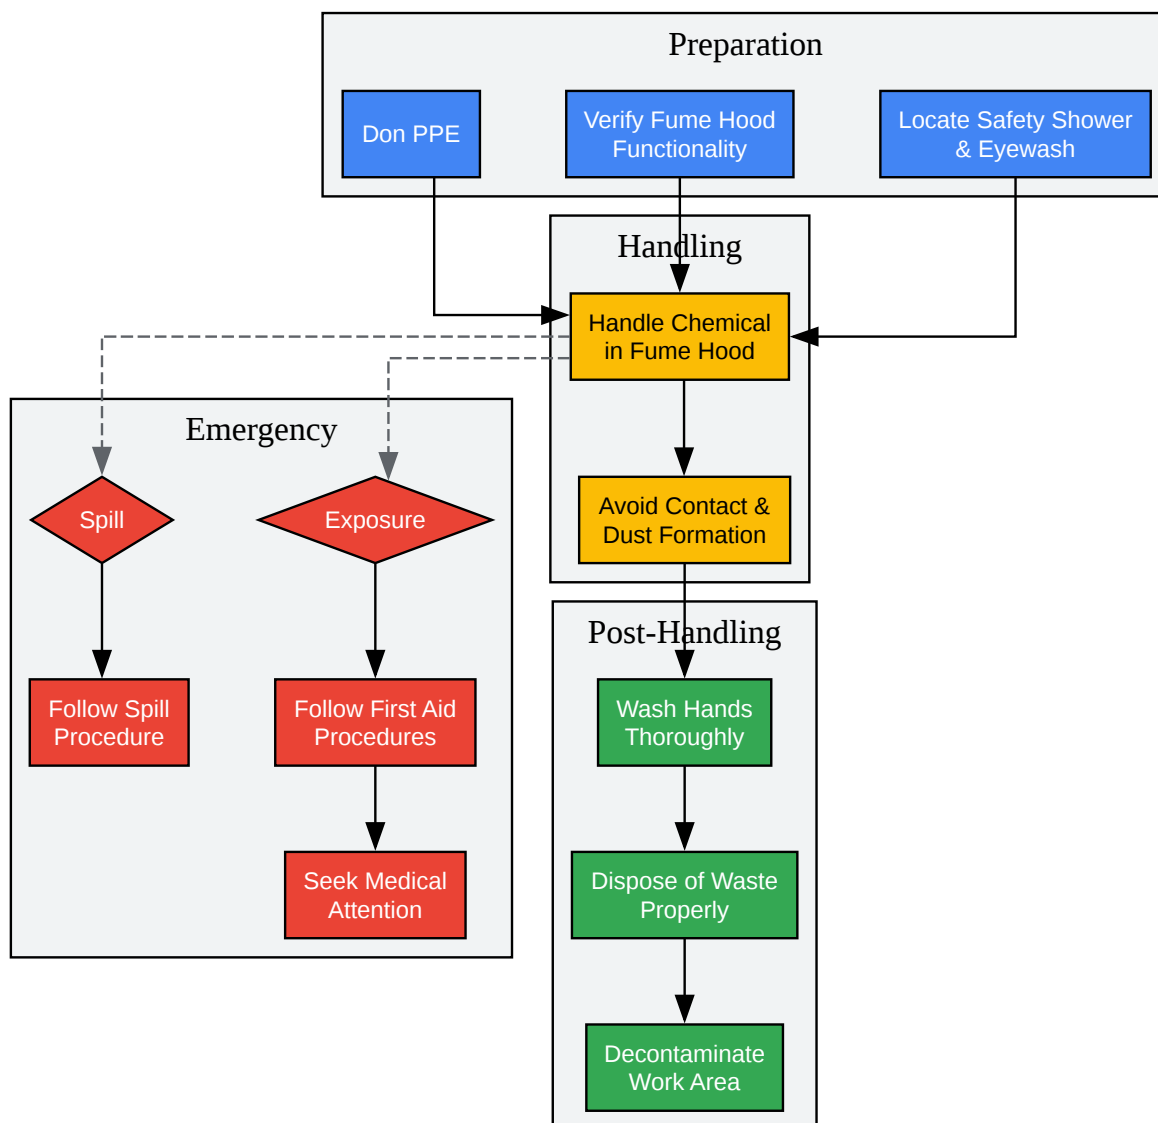 Preparation
Don PPE
Verify Fume Hood
Functionality
Locate Safety Shower
& Eyewash
Handling
Handle Chemical
in Fume Hood
Avoid Contact &
Dust Formation
Emergency
Spill
Exposure
Follow Spill
Procedure
Follow First Aid
Procedures
Seek Medical
Attention
Post-Handling
Wash Hands
Thoroughly
Dispose of Waste
Properly
Decontaminate
Work Area